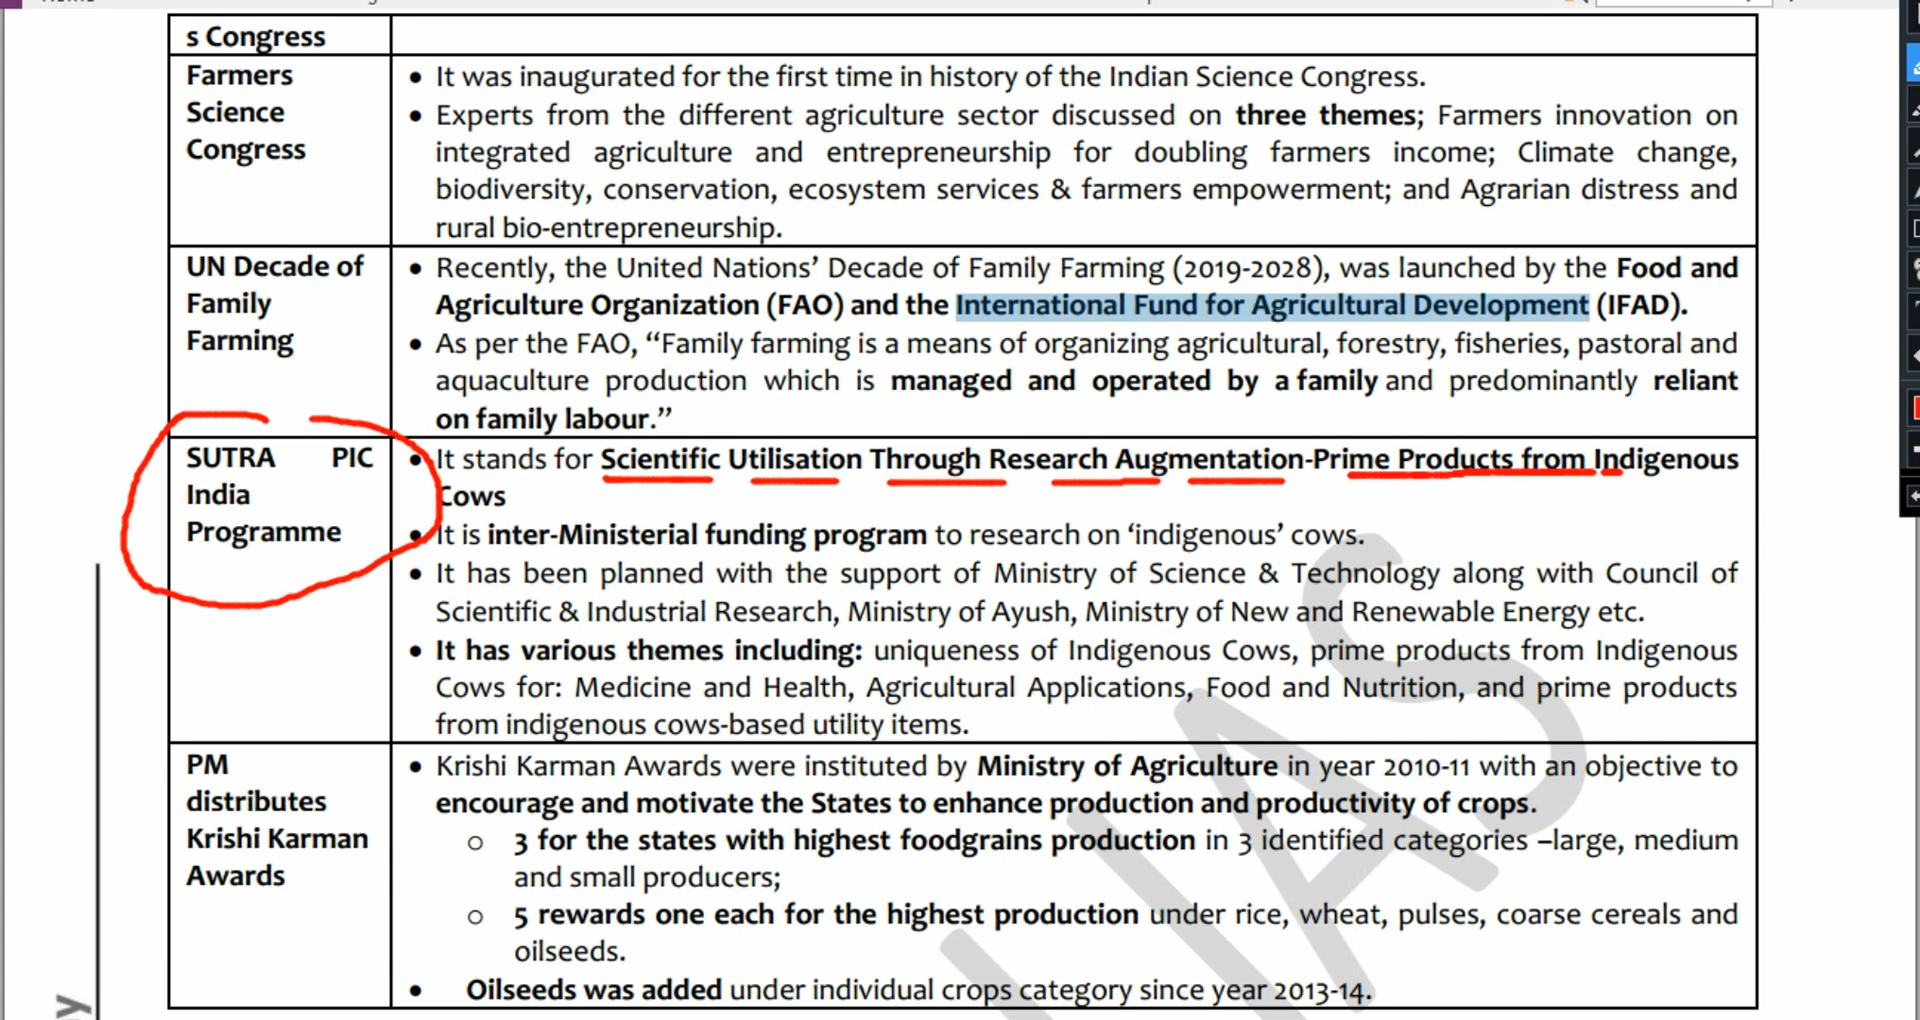 s Congress
Farmers
Science
Congress
• It was inaugurated for the first time in history of the Indian Science Congress.
• Experts from the different agriculture sector discussed on three themes; Farmers innovation on
integrated agriculture and entrepreneurship for doubling farmers income; Climate change,
biodiversity, conservation, ecosystem services & farmers empowerment; and Agrarian distress and
rural bio-entrepreneurship.
UN Decade of
Family
Farming
• Recently, the United Nations’ Decade of Family Farming (2019-2028), was launched by the Food and
Agriculture Organization (FAO) and the International Fund for Agricultural Development (IFAD).
• As per the FAO, “Family farming is a means of organizing agricultural, forestry, fisheries, pastoral and
aquaculture production which is managed and operated by a family and predominantly reliant
on family labour.”
SUTRA PIC
India
Programme
• It stands for Scientific Utilisation Through Research Augmentation-Prime Products from Indigenous
Cows
• It is inter-Ministerial funding program to research on ‘indigenous’ cows.
• It has been planned with the support of Ministry of Science & Technology along with Council of
Scientific & Industrial Research, Ministry of Ayush, Ministry of New and Renewable Energy etc.
• It has various themes including: uniqueness of Indigenous Cows, prime products from Indigenous
Cows for: Medicine and Health, Agricultural Applications, Food and Nutrition, and prime products
from indigenous cows-based utility items.
PM
distributes
Krishi Karman
Awards
• Krishi Karman Awards were instituted by Ministry of Agriculture in year 2010-11 with an objective to
encourage and motivate the States to enhance production and productivity of crops.
o 3 for the states with highest foodgrains production in 3 identified categories –large, medium
and small producers;
o 5 rewards one each for the highest production under rice, wheat, pulses, coarse cereals and
oilseeds.
• Oilseeds was added under individual crops category since year 2013-14.
IAS